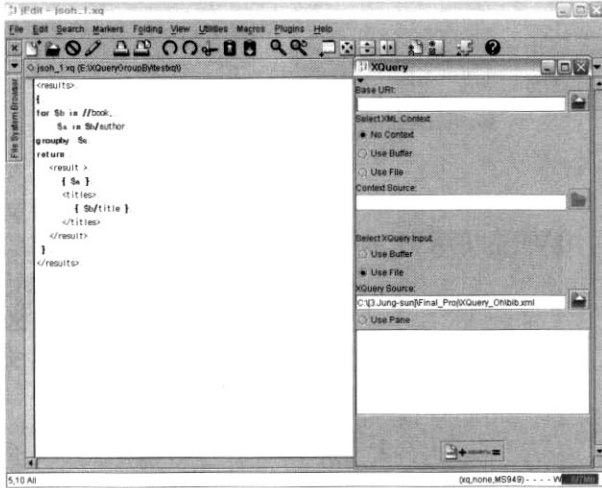 jEdit - jsoh_1.xq
File Edit Search Markers Folding View Utilities Macros Plugins Help
jsoh_1.xq (E:\XQueryGroupBy\testxq\)
File System Browser
<results>
{
for $b in //book,
$a in $b/author
groupby $a
return
<result >
{ $a }
<titles>
{ $b/title }
</titles>
</result>
}
</results>
XQuery
Base URI:
Select XML Context
No Context
Use Buffer
Use File
Context Source:
Select XQuery Input
Use Buffer
Use File
XQuery Source:
C:\[3.Jung-sun]\Final_Pro\XQuery_Oh\bib.xml
Use Pane
5,10 All
(xq,none,MS949) - - - - W